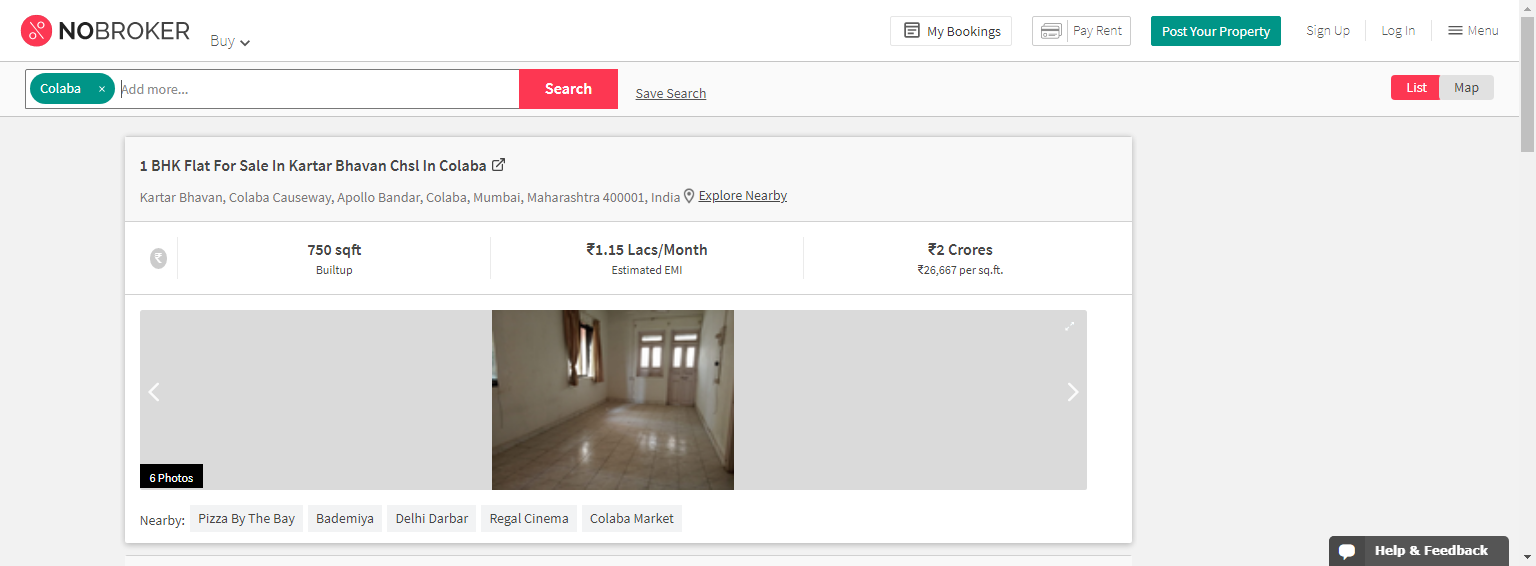 NOBROKER
Buy
My Bookings
Pay Rent
Post Your Property
Sign Up
Log In
Menu
Colaba ×
Add more...
Search
Save Search
List
Map
1 BHK Flat For Sale In Kartar Bhavan Chsl In Colaba
Kartar Bhavan, Colaba Causeway, Apollo Bandar, Colaba, Mumbai, Maharashtra 400001, India
Explore Nearby
₹
750 sqft
Builtup
₹1.15 Lacs/Month
Estimated EMI
₹2 Crores
₹26,667 per sq.ft.
6 Photos
Nearby:
Pizza By The Bay
Bademiya
Delhi Darbar
Regal Cinema
Colaba Market
Help & Feedback